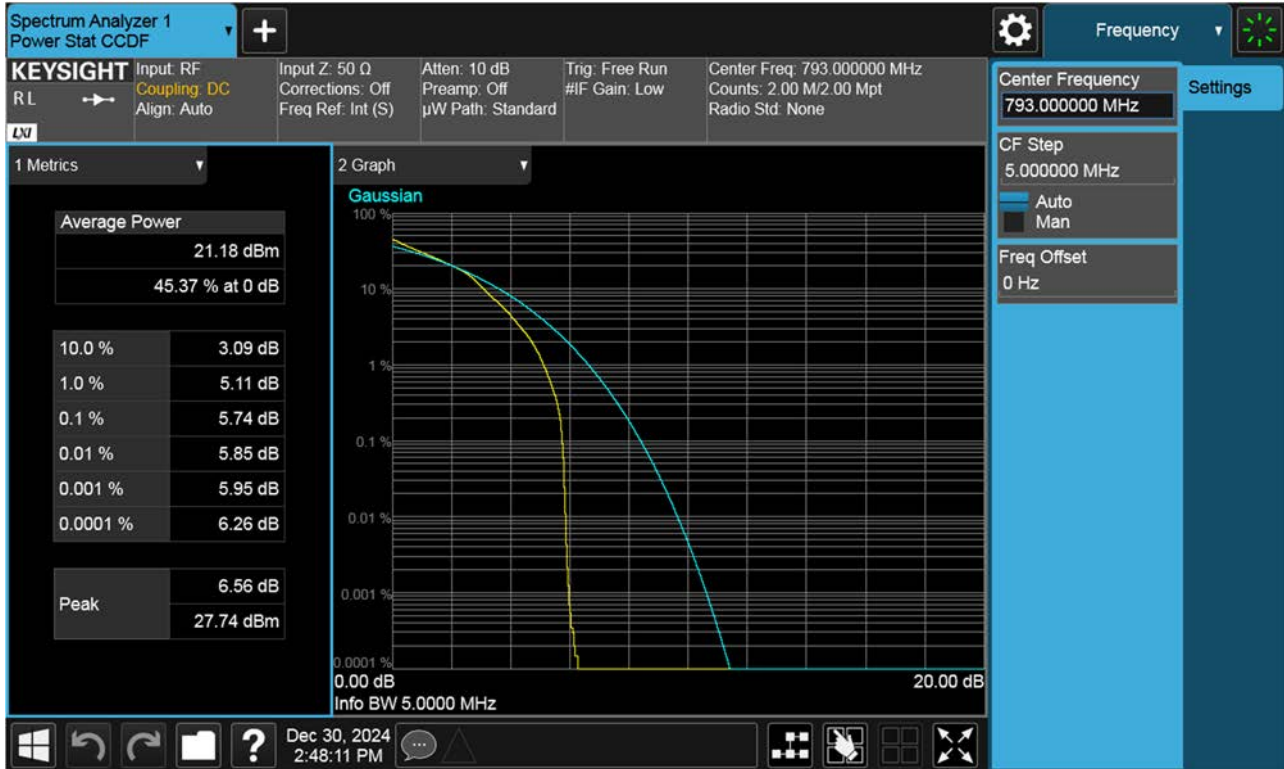 Spectrum Analyzer 1
Power Stat CCDF
+
Frequency
KEYSIGHT
RL
LXI
Input: RF
Coupling: DC
Align: Auto
Input Z: 50 Ω
Corrections: Off
Freq Ref: Int (S)
Atten: 10 dB
Preamp: Off
µW Path: Standard
Trig: Free Run
#IF Gain: Low
Center Freq: 793.000000 MHz
Counts: 2.00 M/2.00 Mpt
Radio Std: None
Center Frequency
793.000000 MHz
Settings
CF Step
5.000000 MHz
Auto
Man
Freq Offset
0 Hz
1 Metrics
Average Power
21.18 dBm
45.37 % at 0 dB
10.0 % 3.09 dB
1.0 % 5.11 dB
0.1 % 5.74 dB
0.01 % 5.85 dB
0.001 % 5.95 dB
0.0001 % 6.26 dB
Peak
6.56 dB
27.74 dBm
2 Graph
Gaussian
100 %
10 %
1 %
0.1 %
0.01 %
0.001 %
0.0001 %
0.00 dB 20.00 dB
Info BW 5.0000 MHz
?
Dec 30, 2024
2:48:11 PM